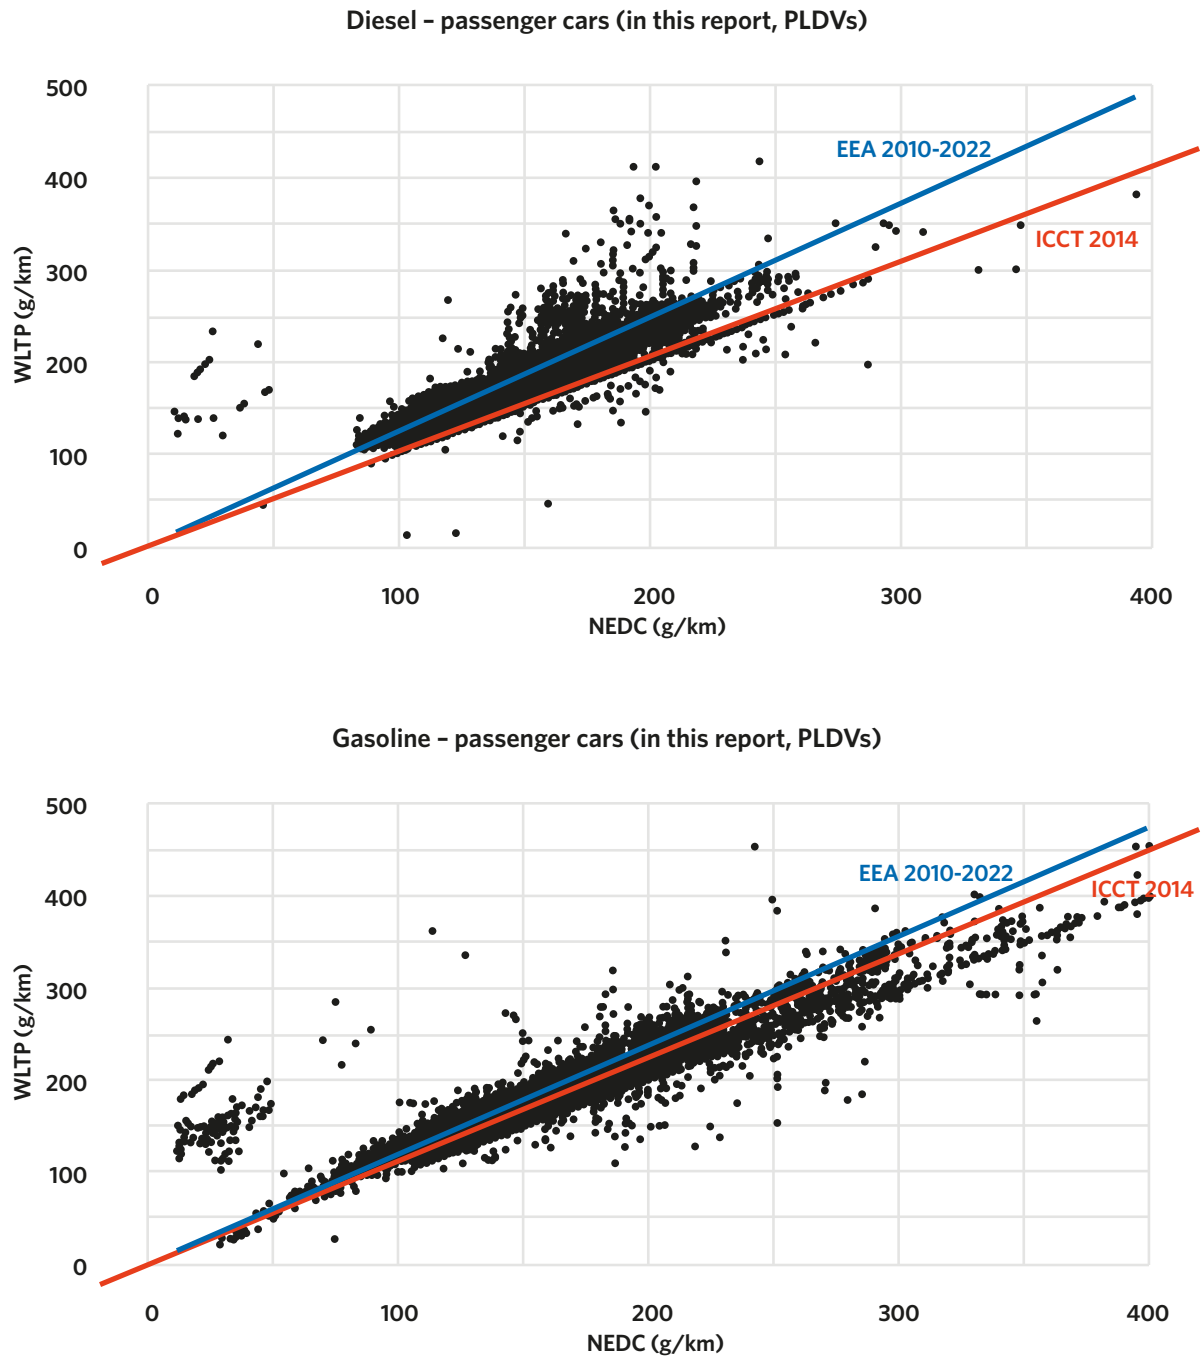 Diesel – passenger cars (in this report, PLDVs)
500
400
300
200
100
0
WLTP (g/km)
EEA 2010-2022
ICCT 2014
0 100 200 300 400
NEDC (g/km)
Gasoline – passenger cars (in this report, PLDVs)
500
400
300
200
100
0
WLTP (g/km)
EEA 2010-2022
ICCT 2014
0 100 200 300 400
NEDC (g/km)